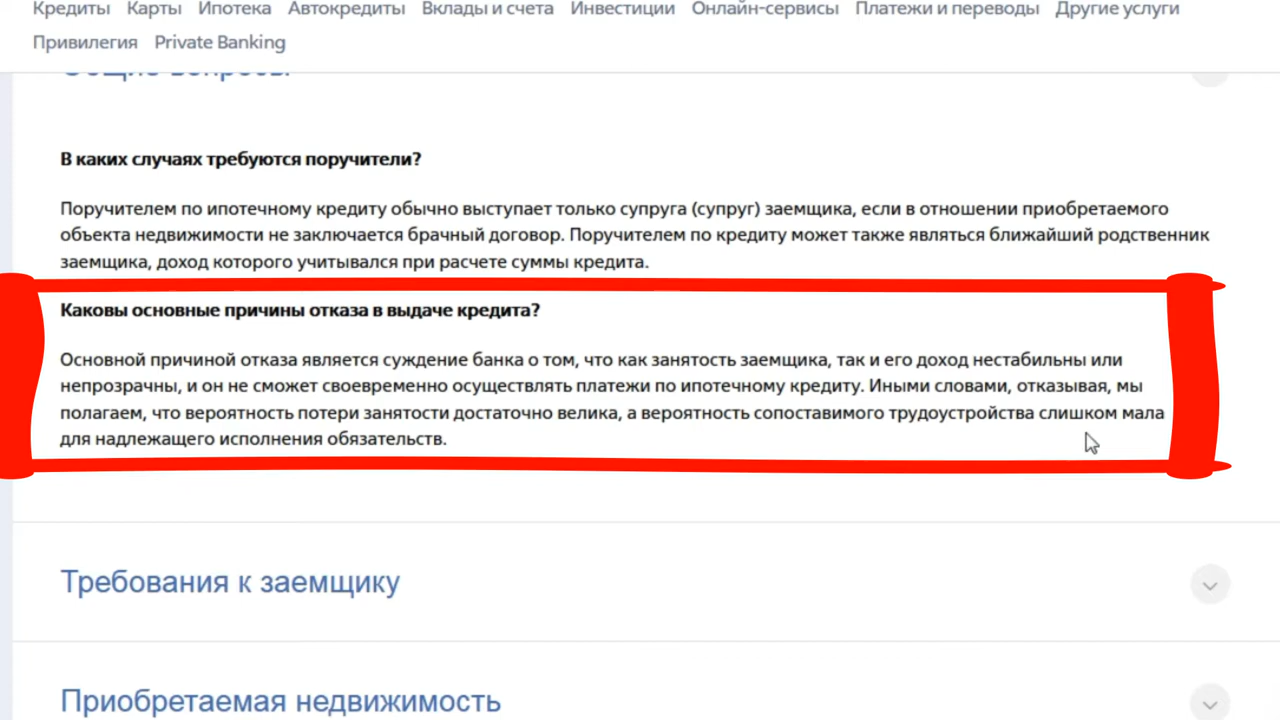 Кредиты Карты Ипотека Автокредиты Вклады и счета Инвестиции Онлайн-сервисы Платежи и переводы Другие услуги
Привилегия Private Banking
Общие вопросы
В каких случаях требуются поручители?
Поручителем по ипотечному кредиту обычно выступает только супруга (супруг) заемщика, если в отношении приобретаемого
объекта недвижимости не заключается брачный договор. Поручителем по кредиту может также являться ближайший родственник
заемщика, доход которого учитывался при расчете суммы кредита.
Каковы основные причины отказа в выдаче кредита?
Основной причиной отказа является суждение банка о том, что как занятость заемщика, так и его доход нестабильны или
непрозрачны, и он не сможет своевременно осуществлять платежи по ипотечному кредиту. Иными словами, отказывая, мы
полагаем, что вероятность потери занятости достаточно велика, а вероятность сопоставимого трудоустройства слишком мала
для надлежащего исполнения обязательств.
Требования к заемщику
Приобретаемая недвижимость